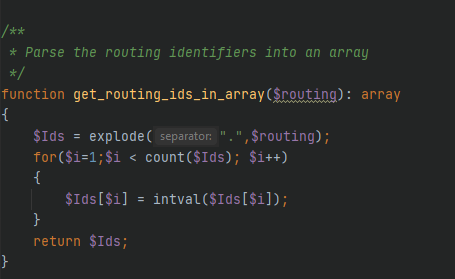 /**
 * Parse the routing identifiers into an array
 */
function get_routing_ids_in_array($routing): array
{
    $Ids = explode( separator: ".",$routing);
    for($i=1;$i < count($Ids); $i++)
    {
        $Ids[$i] = intval($Ids[$i]);
    }
    return $Ids;
}